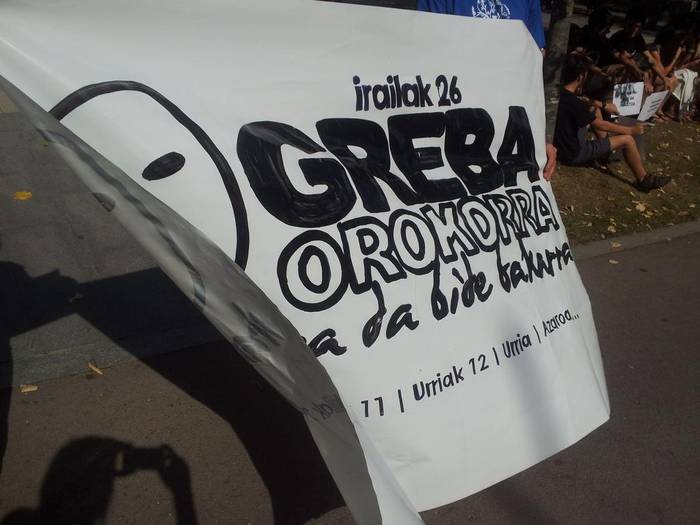 irailak 26
GREBA
OROKORRA
da bide bakarra
11 | Urriak 12 | Urria | Azaroa...